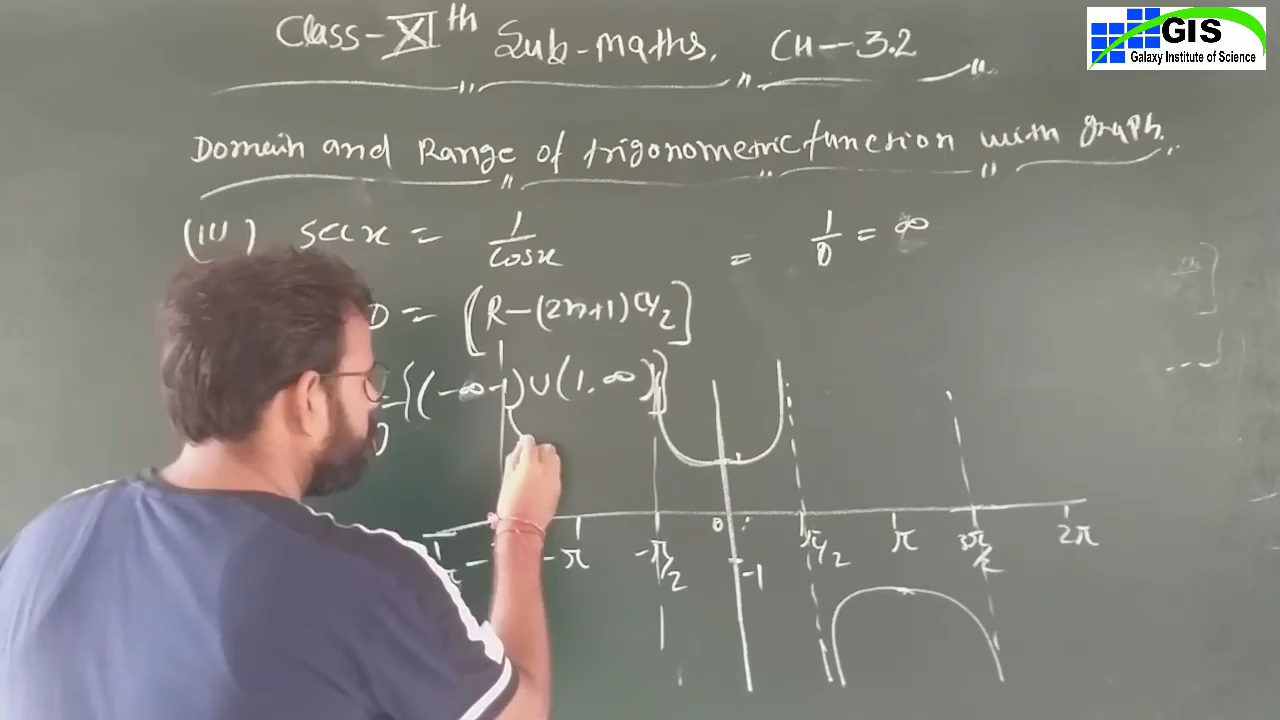 Class-XIth Sub-maths. CH-3.2
GIS
Galaxy Institute of Science
Domain and Range of trigonometric function with graph.
(III) secx = 1/cosx = 1/0 = ∞
D = [R-(2n+1)π/2]
{(-∞-1)∪(1,∞)}
0
-π -π/2 π/2 π 3π/2 2π
-1